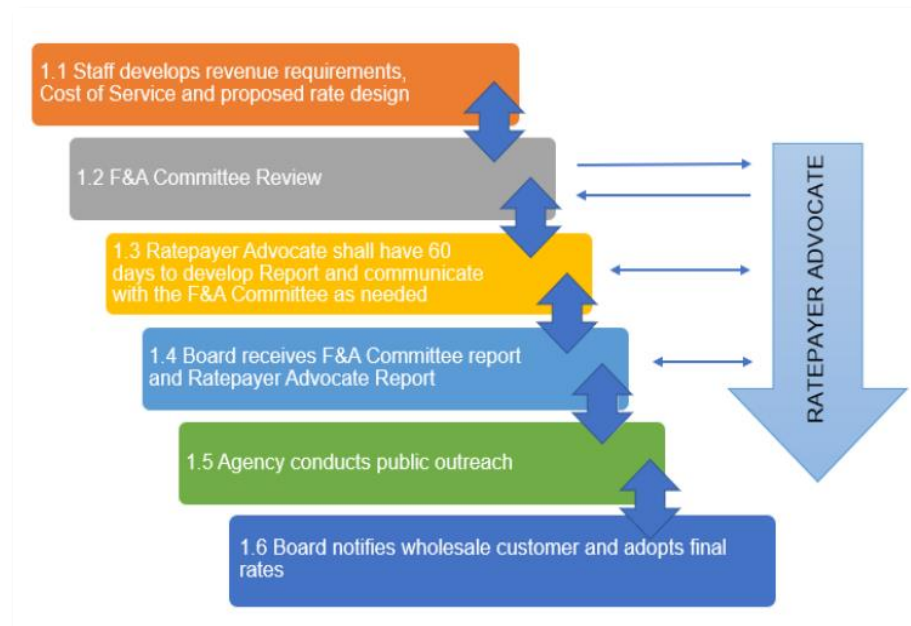 1.1 Staff develops revenue requirements,
Cost of Service and proposed rate design
1.2 F&A Committee Review
1.3 Ratepayer Advocate shall have 60
days to develop Report and communicate
with the F&A Committee as needed
1.4 Board receives F&A Committee report
and Ratepayer Advocate Report
1.5 Agency conducts public outreach
1.6 Board notifies wholesale customer and adopts final
rates
RATEPAYER ADVOCATE